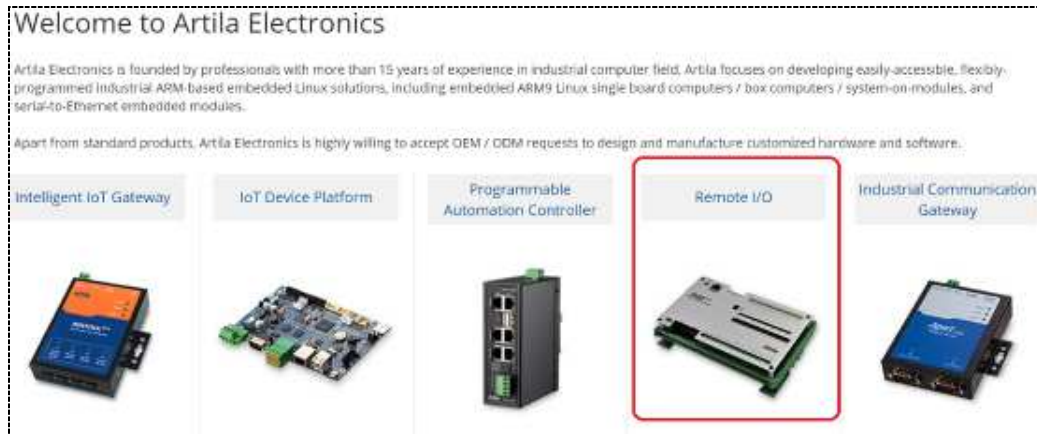 Welcome to Artila Electronics
Artila Electronics is founded by professionals with more than 15 years of experience in industrial computer field. Artila focuses on developing easily-accessible, flexibly-
programmed industrial ARM-based embedded Linux solutions, including embedded ARM9 Linux single board computers / box computers / system-on-modules, and
serial-to-Ethernet embedded modules.
Apart from standard products, Artila Electronics is highly willing to accept OEM / ODM requests to design and manufacture customized hardware and software.
Intelligent IoT Gateway
IoT Device Platform
Programmable
Automation Controller
Remote I/O
Industrial Communication
Gateway